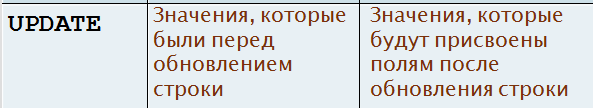 UPDATE
Значения, которые
были перед
обновлением
строки
Значения, которые
будут присвоены
полям после
обновления строки